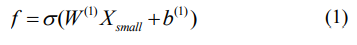 f = σ(W⁽¹⁾X_small + b⁽¹⁾) (1)